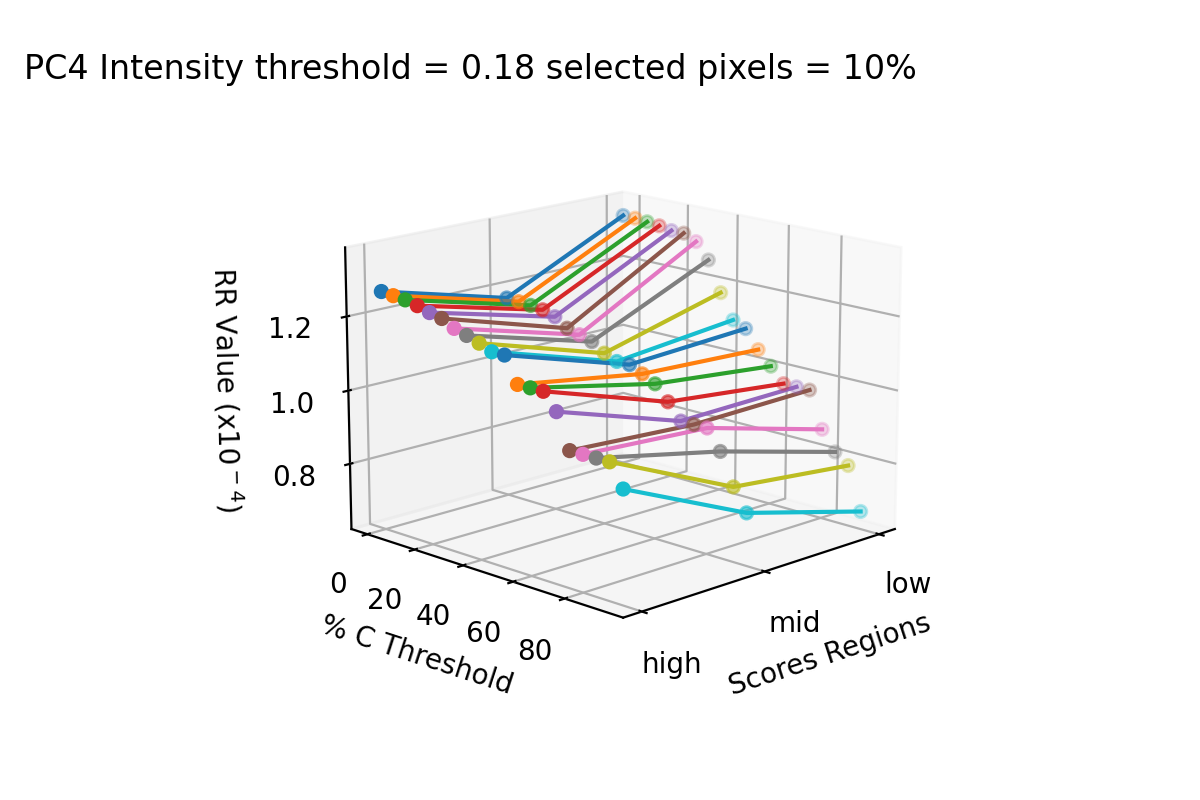 PC4 Intensity threshold = 0.18 selected pixels = 10%
RR Value (x10⁻⁴)
1.2
1.0
0.8
0
20
40
60
80
% C Threshold
high
mid
low
Scores Regions